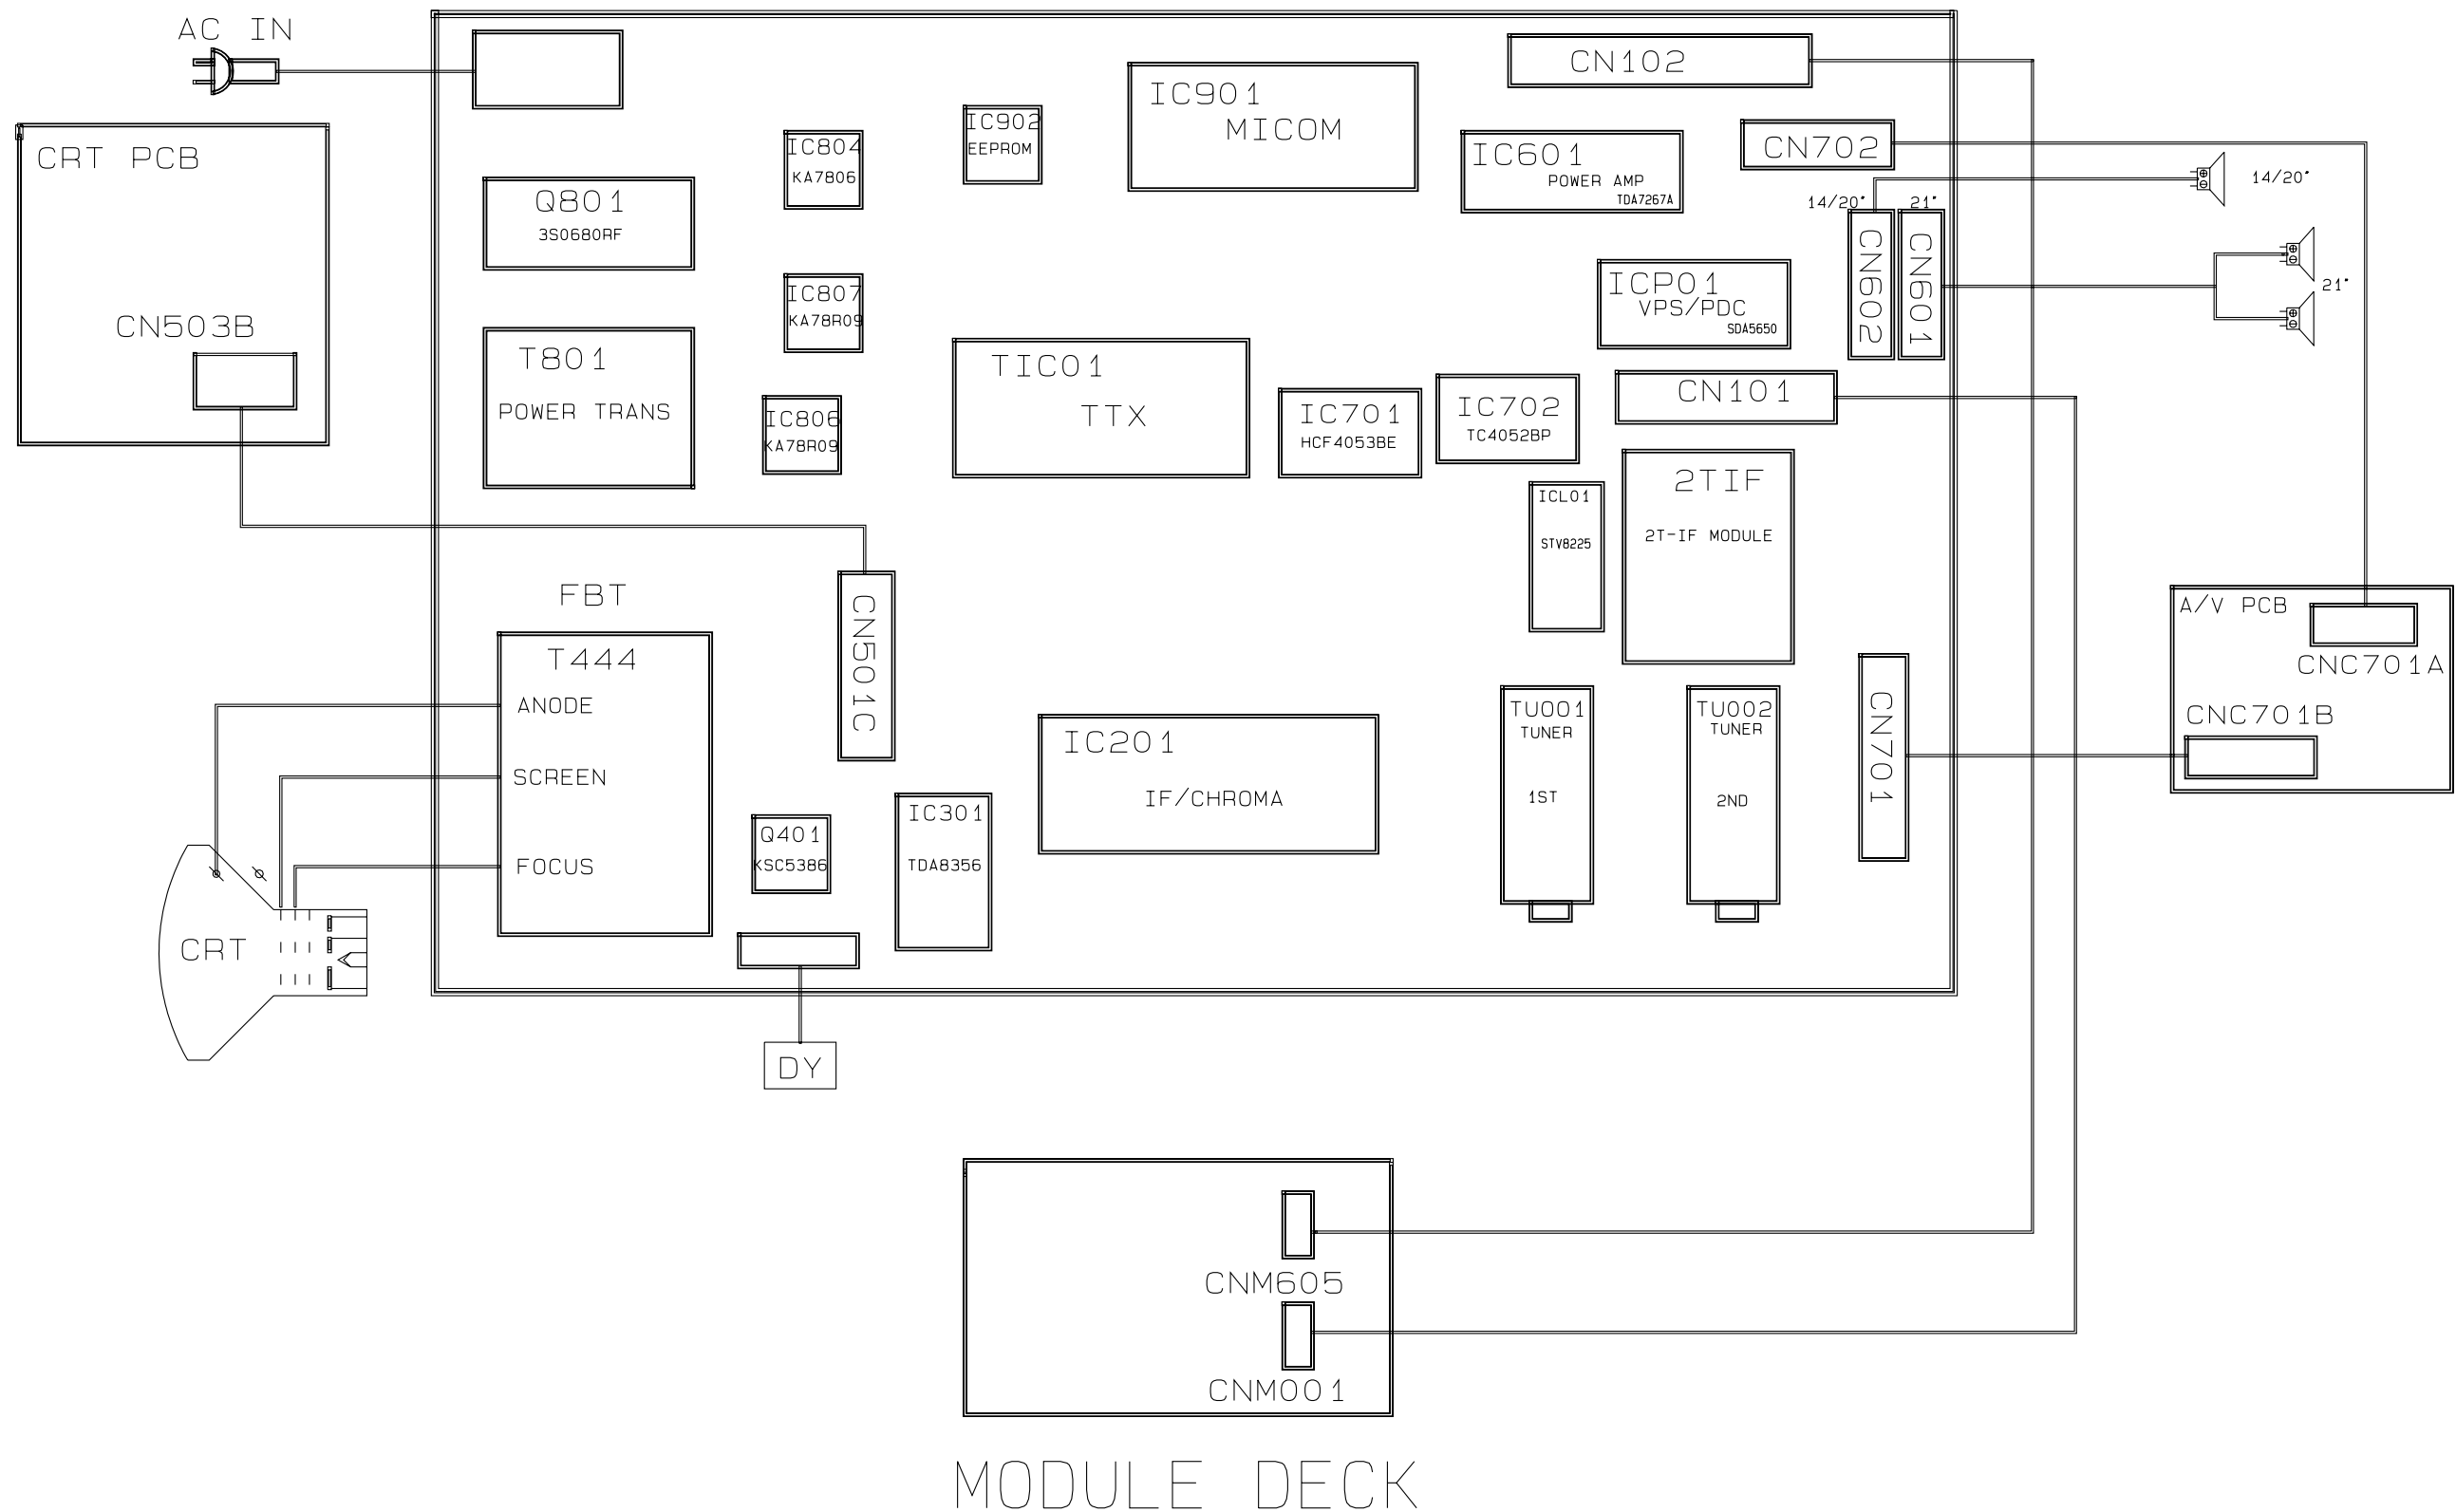 AC IN
CRT PCB
CN503B
Q801
3S0680RF
T801
POWER TRANS
IC804
KA7806
IC807
KA78R09
IC806
KA78R09
IC902
EEPROM
IC901
MICOM
TIC01
TTX
IC701
HCF4053BE
IC702
TC4052BP
IC601
POWER AMP
TDA7267A
CN102
CN702
14/20"
21"
CN602
CN601
14/20"
21"
ICP01
VPS/PDC
SDA5650
CN101
2TIF
2T-IF MODULE
ICL01
STV8225
FBT
T444
ANODE
SCREEN
FOCUS
CN501C
Q401
KSC5386
IC301
TDA8356
IC201
IF/CHROMA
TU001
TUNER
1ST
TU002
TUNER
2ND
CN701
A/V PCB
CNC701A
CNC701B
CRT
DY
CNM605
CNM001
MODULE DECK